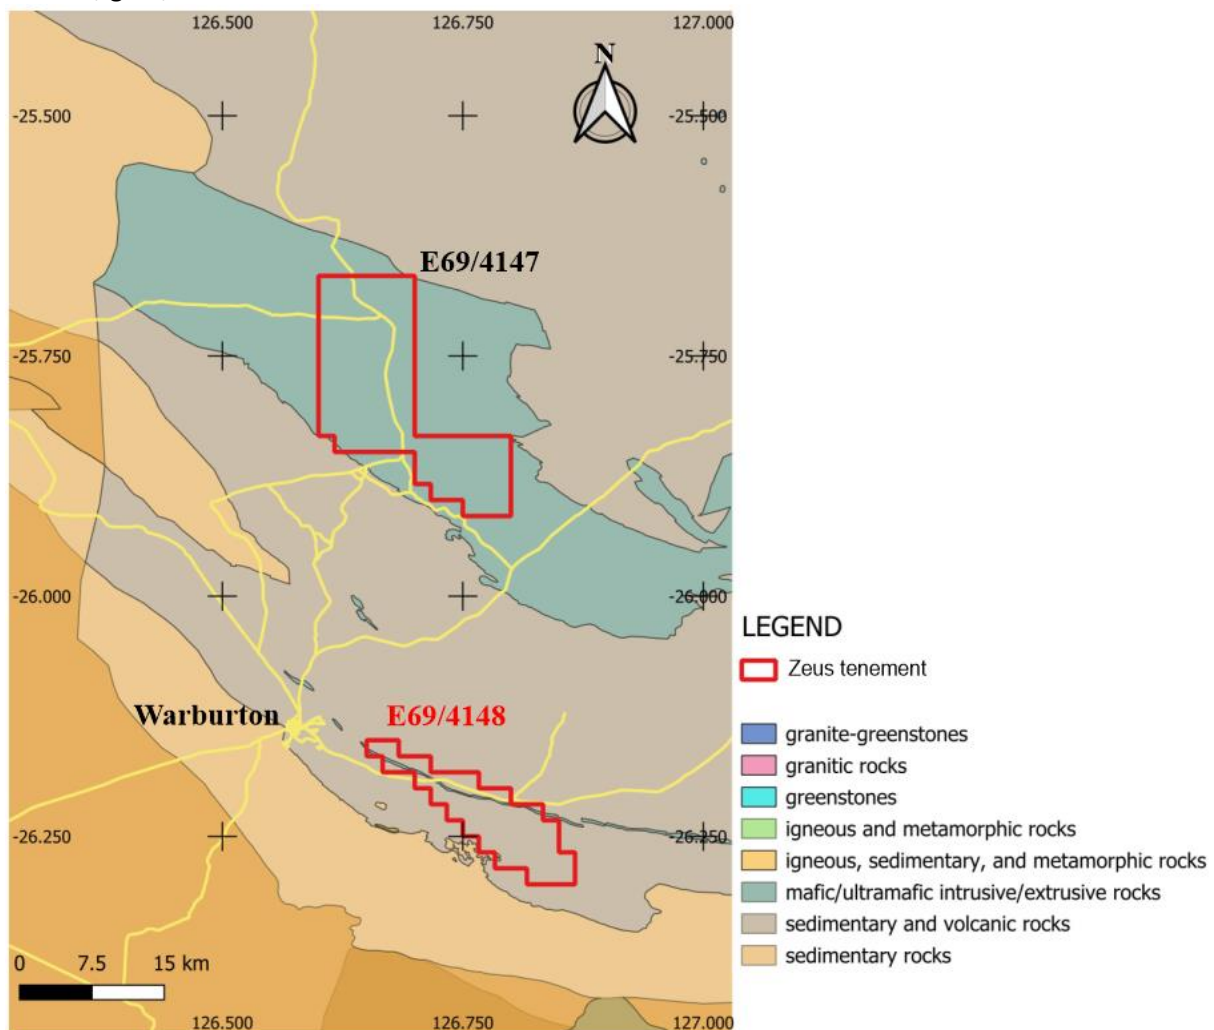 126.500 126.750 127.000
N
-25.500 -25.500
E69/4147
-25.750 -25.750
-26.000 -26.000
LEGEND
Zeus tenement
Warburton E69/4148
granite-greenstones
granitic rocks
greenstones
-26.250 -26.250
igneous and metamorphic rocks
igneous, sedimentary, and metamorphic rocks
mafic/ultramafic intrusive/extrusive rocks
sedimentary and volcanic rocks
sedimentary rocks
0 7.5 15 km
126.500 126.750 127.000